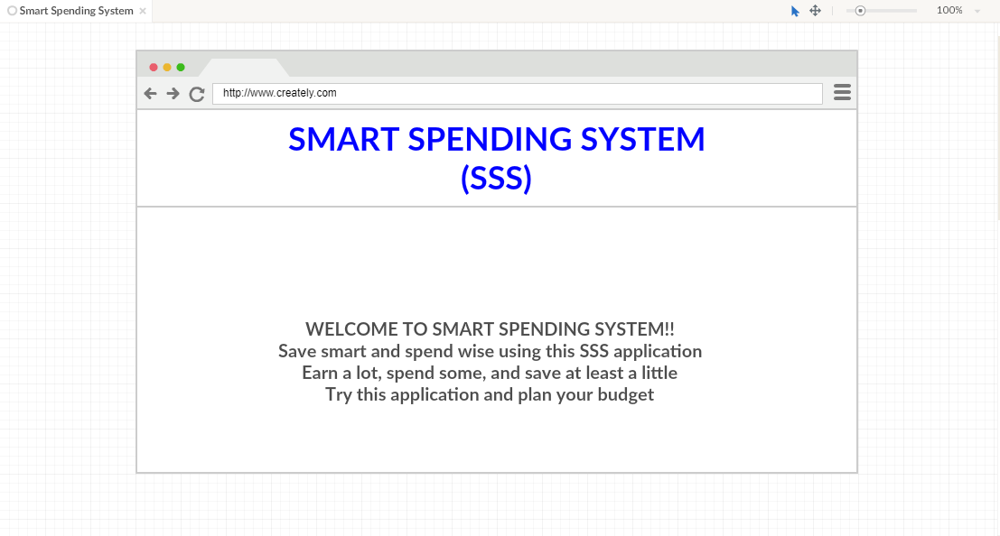 Smart Spending System
100%
http://www.creately.com
SMART SPENDING SYSTEM
(SSS)
WELCOME TO SMART SPENDING SYSTEM!!
Save smart and spend wise using this SSS application
Earn a lot, spend some, and save at least a little
Try this application and plan your budget